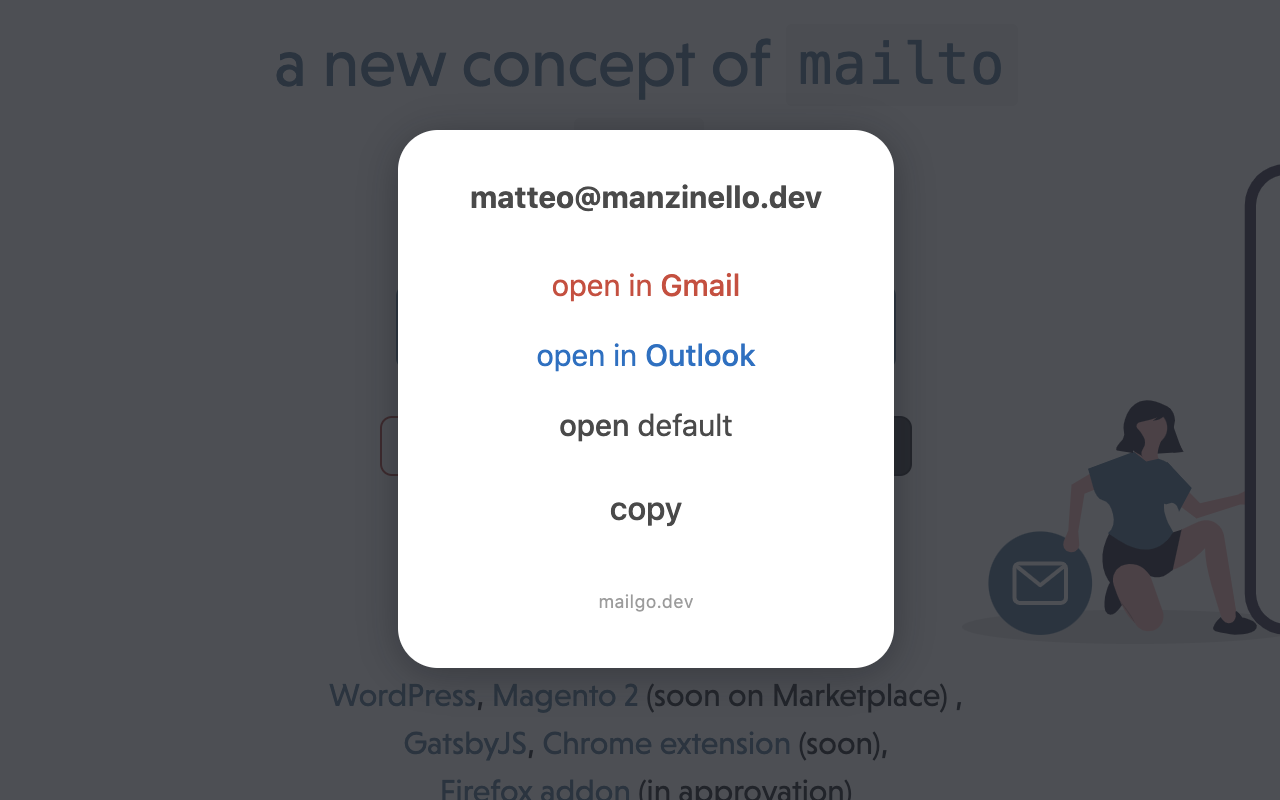 a new concept of mailto
matteo@manzinello.dev
open in Gmail
open in Outlook
open default
copy
mailgo.dev
WordPress, Magento 2 (soon on Marketplace) ,
GatsbyJS, Chrome extension (soon),
Firefox addon (in approvation)